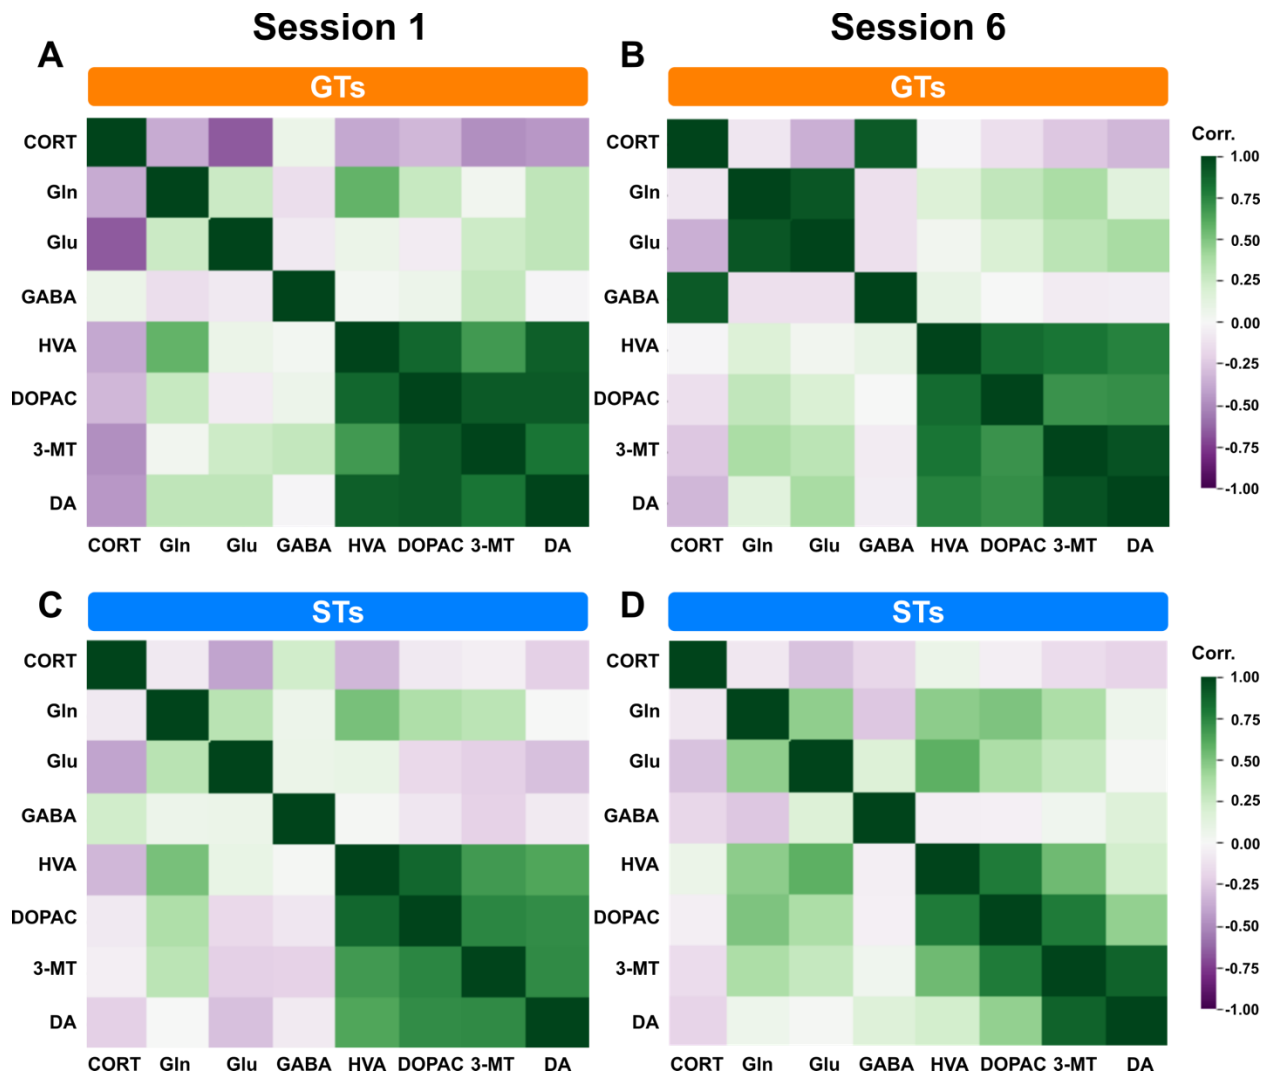 Session 1
Session 6
A
B
GTs
GTs
CORT
Gln
Glu
GABA
HVA
DOPAC
3-MT
DA
CORT Gln Glu GABA HVA DOPAC 3-MT DA
CORT
Gln
Glu
GABA
HVA
DOPAC
3-MT
DA
CORT Gln Glu GABA HVA DOPAC 3-MT DA
Corr.
1.00
0.75
0.50
0.25
0.00
-0.25
-0.50
-0.75
-1.00
C
D
STs
STs
CORT
Gln
Glu
GABA
HVA
DOPAC
3-MT
DA
CORT Gln Glu GABA HVA DOPAC 3-MT DA
CORT
Gln
Glu
GABA
HVA
DOPAC
3-MT
DA
CORT Gln Glu GABA HVA DOPAC 3-MT DA
Corr.
1.00
0.75
0.50
0.25
0.00
-0.25
-0.50
-0.75
-1.00